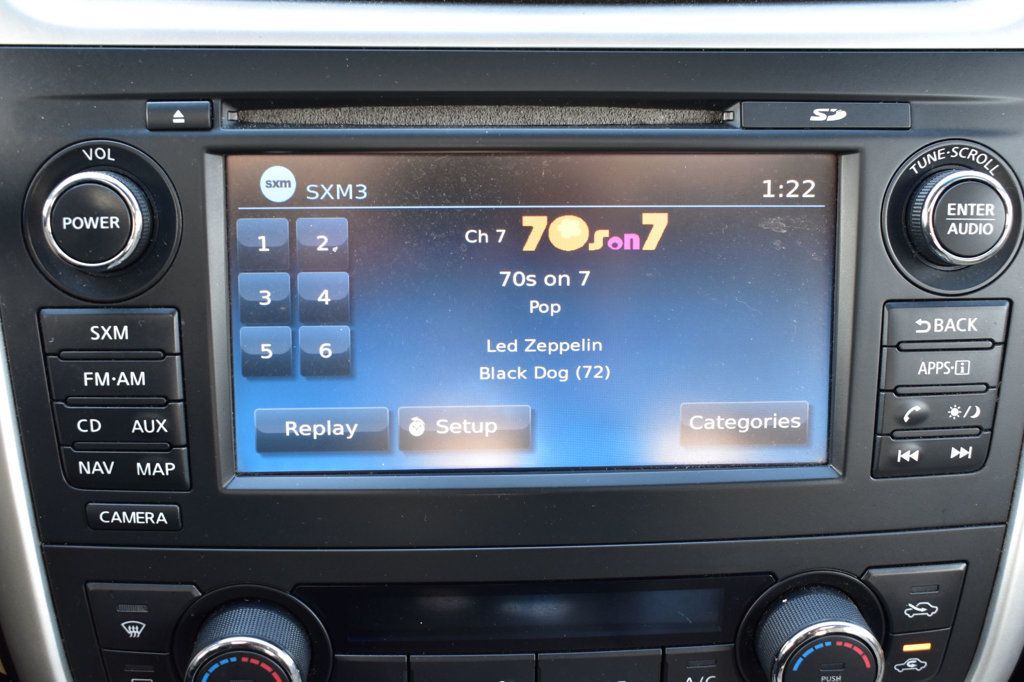 SD
VOL
POWER
TUNE·SCROLL
ENTER
AUDIO
sxm SXM3 1:22
1 2
3 4
5 6
Ch 7 70s on 7
70s on 7
Pop
Led Zeppelin
Black Dog (72)
Replay Setup Categories
SXM
FM·AM
CD AUX
NAV MAP
CAMERA
BACK
APPS·i
PUSH
A/C